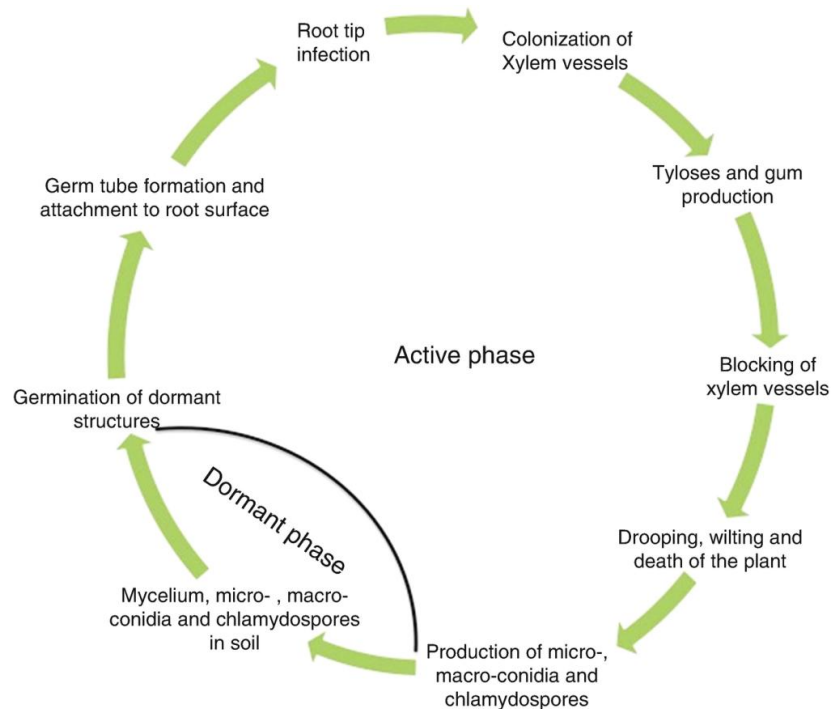 Root tip
infection
Colonization of
Xylem vessels
Tyloses and gum
production
Blocking of
xylem vessels
Drooping, wilting and
death of the plant
Production of micro-,
macro-conidia and
chlamydospores
Mycelium, micro- , macro-
conidia and chlamydospores
in soil
Germination of dormant
structures
Germ tube formation and
attachment to root surface
Active phase
Dormant phase